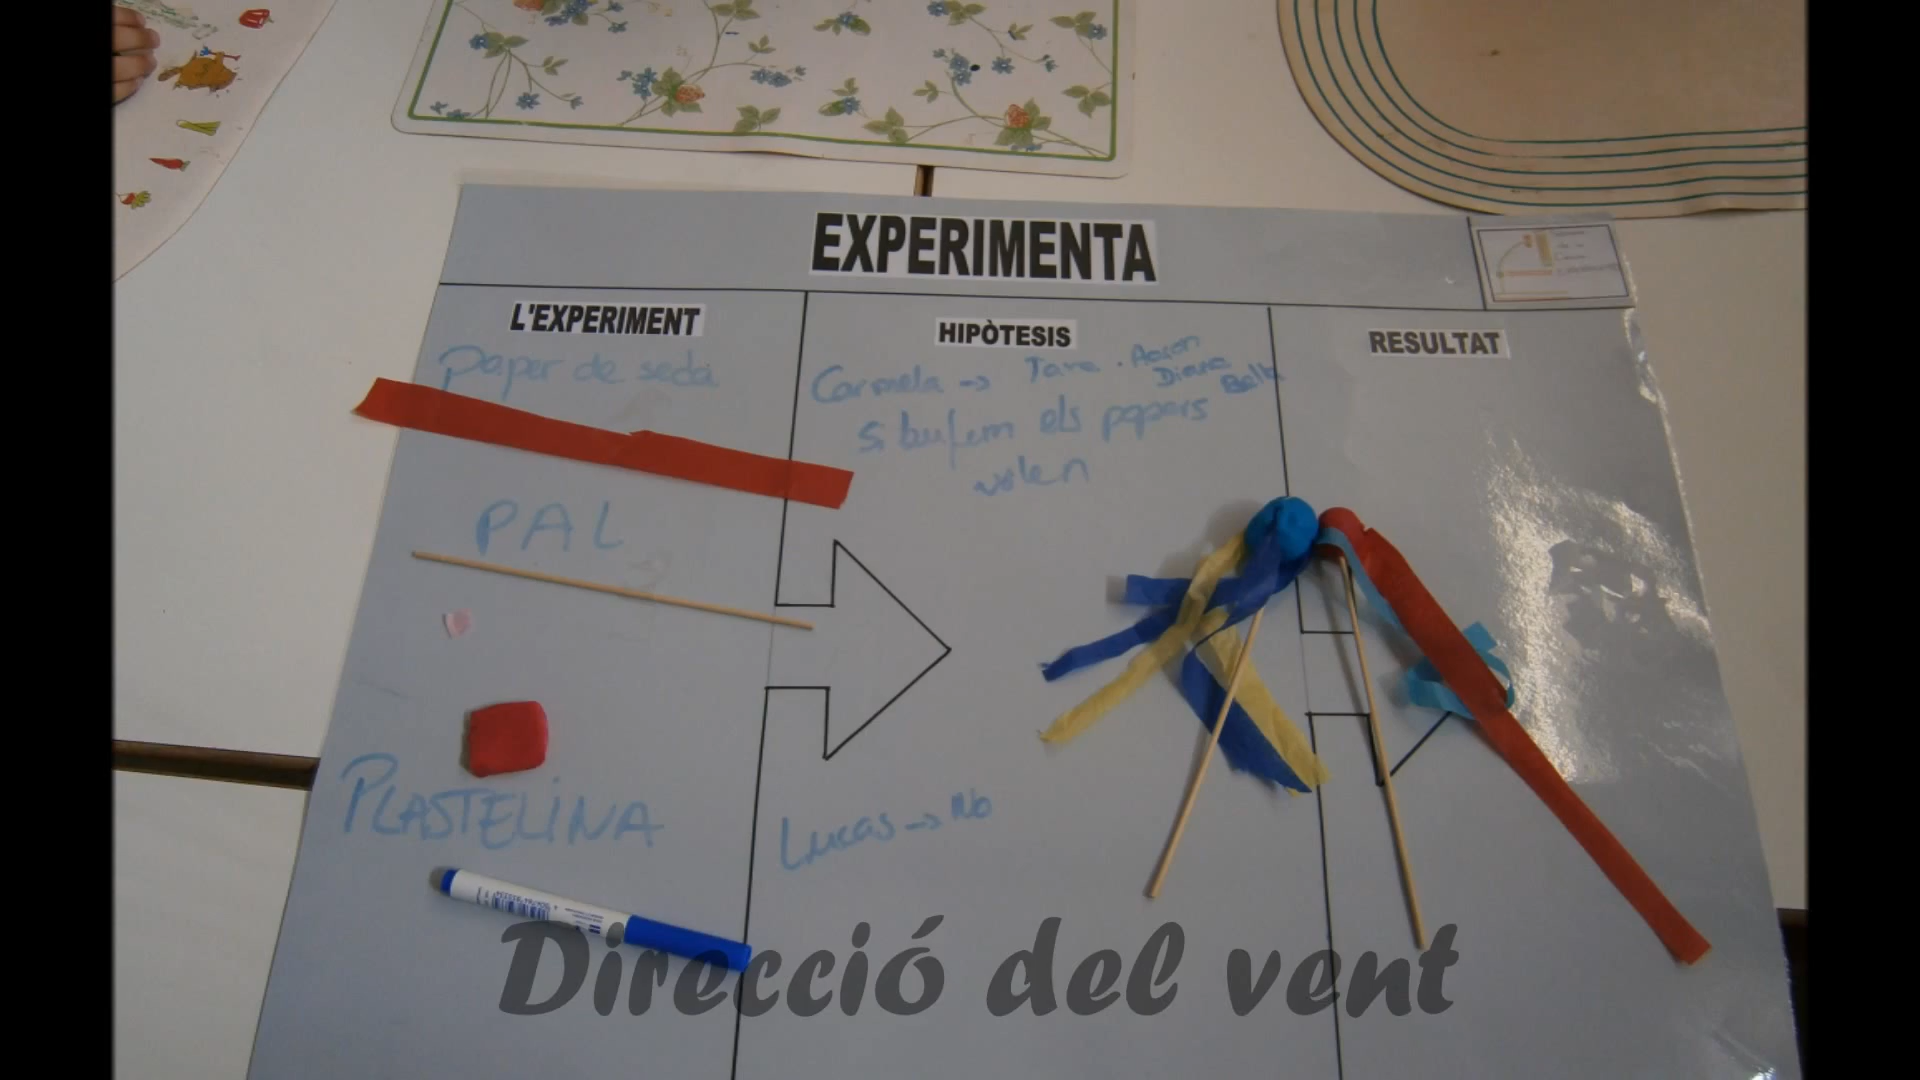 EXPERIMENTA
L'EXPERIMENT
paper de seda
PAL
PLASTELINA
HIPÒTESIS
Carmela → Tara . Aaron
Diana Bella
Si bufem els papers
volen
Lucas → No
RESULTAT
Direcció del vent